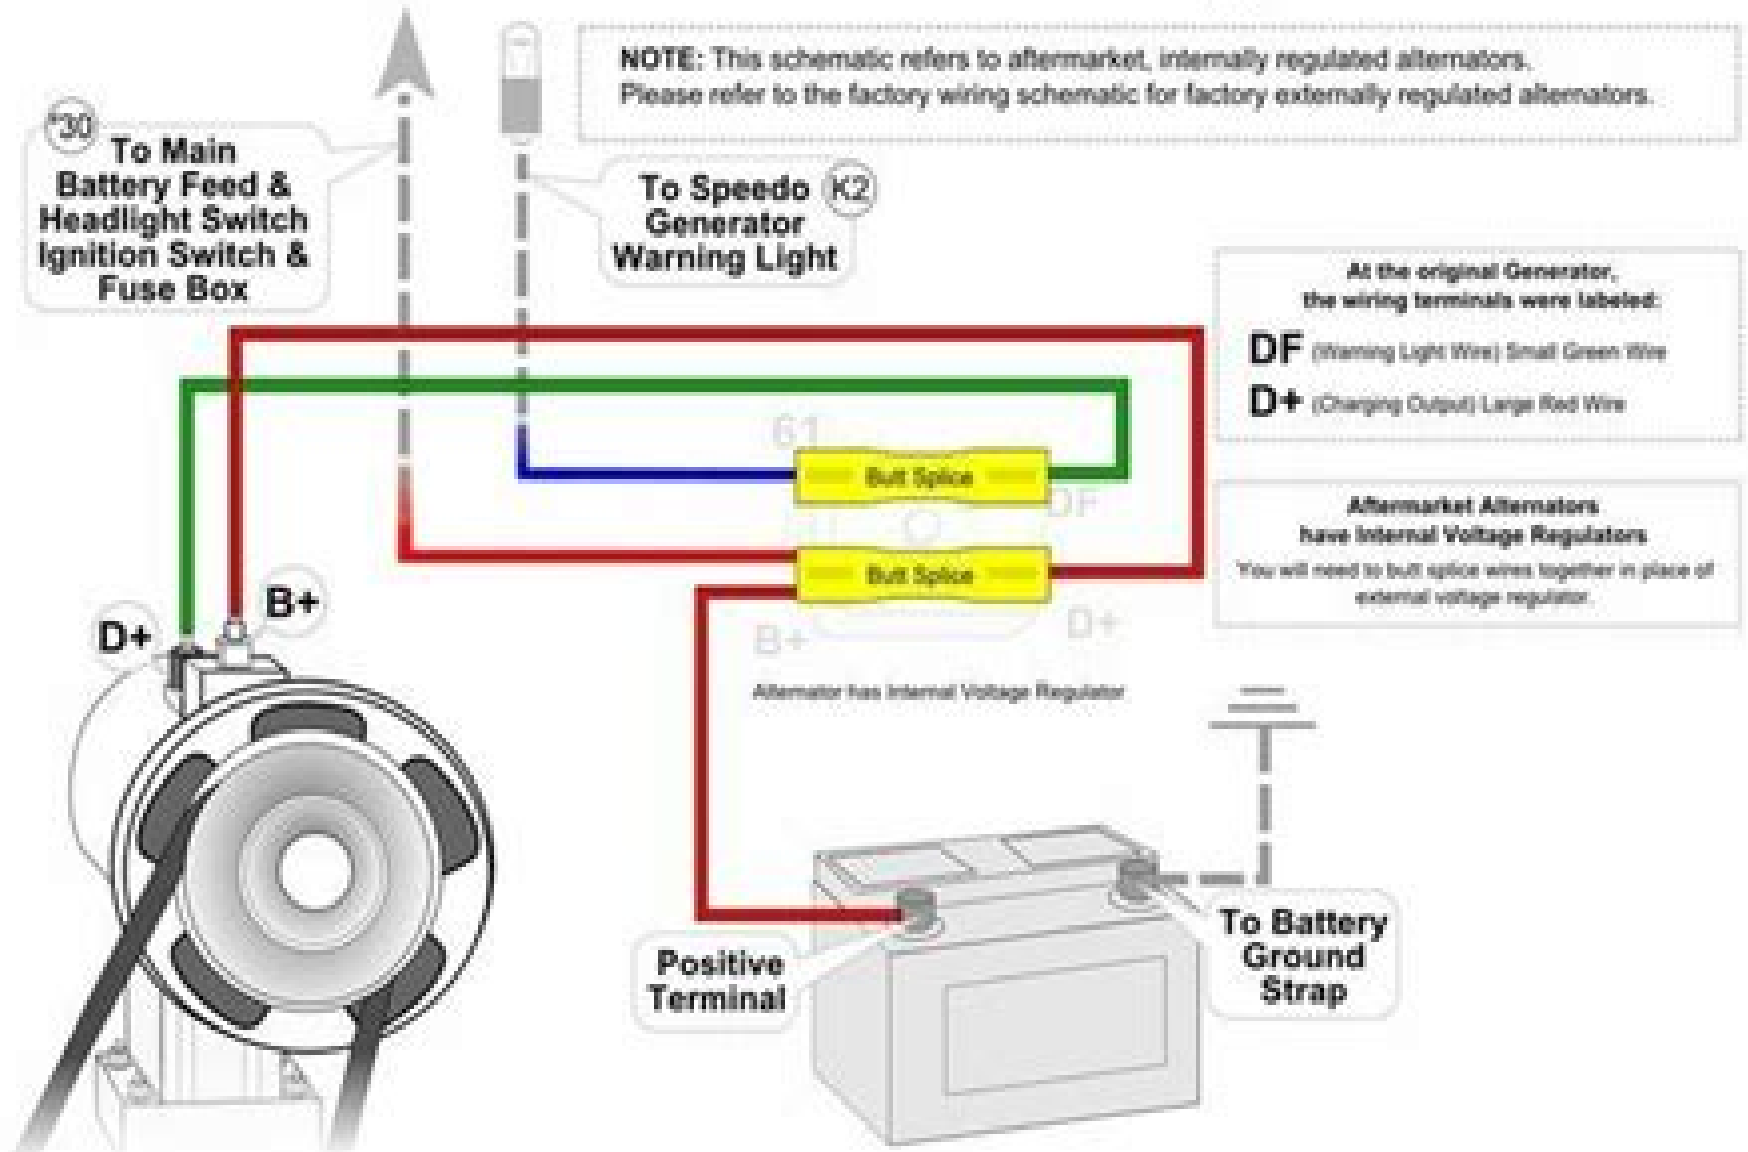 NOTE: This schematic refers to aftermarket, internally regulated alternators.
Please refer to the factory wiring schematic for factory externally regulated alternators.
*30
To Main
Battery Feed &
Headlight Switch
Ignition Switch &
Fuse Box
To Speedo K2
Generator
Warning Light
At the original Generator,
the wiring terminals were labeled:
DF (Warning Light Wire) Small Green Wire
D+ (Charging Output) Large Red Wire
61
Butt Splice
DF
Aftermarket Alternators
have Internal Voltage Regulators
You will need to butt splice wires together in place of
external voltage regulator.
Butt Splice
B+
D+
B+
D+
Alternator has Internal Voltage Regulator
Positive
Terminal
To Battery
Ground
Strap